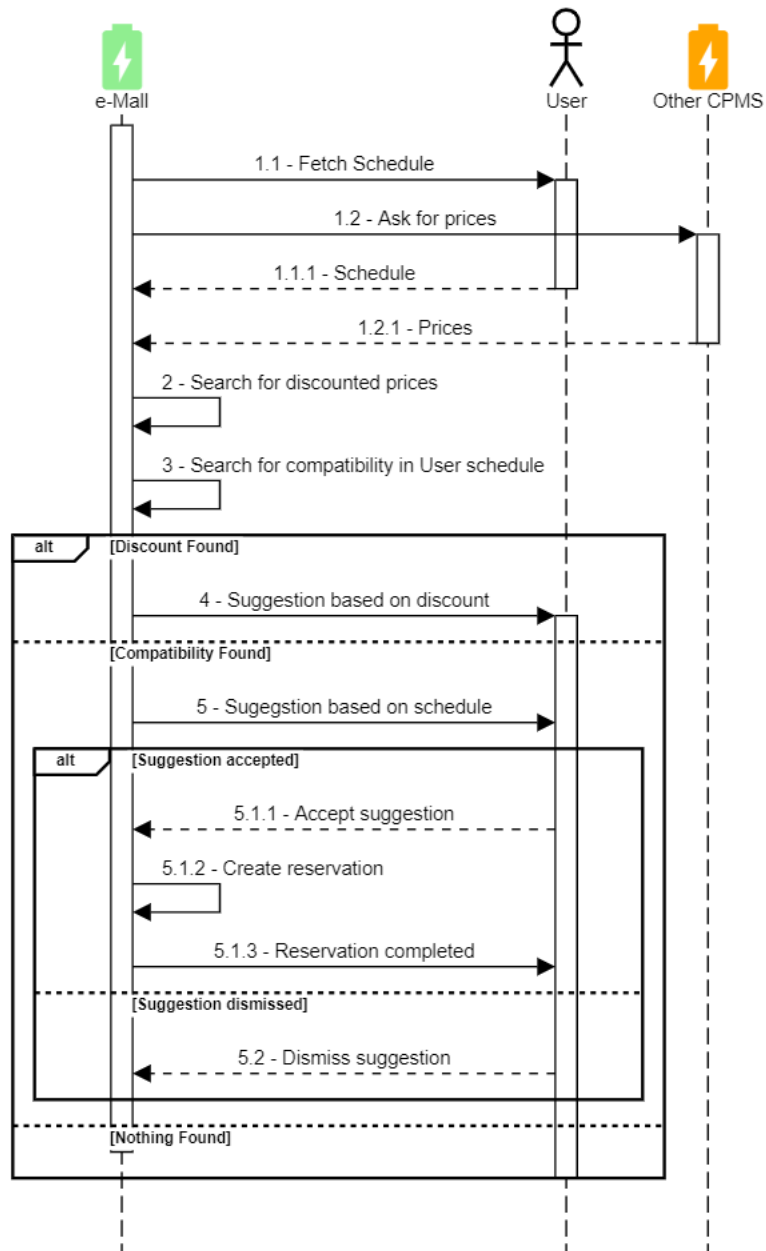 e-Mall
User
Other CPMS
1.1 - Fetch Schedule
1.2 - Ask for prices
1.1.1 - Schedule
1.2.1 - Prices
2 - Search for discounted prices
3 - Search for compatibility in User schedule
alt
[Discount Found]
4 - Suggestion based on discount
[Compatibility Found]
5 - Sugegstion based on schedule
alt
[Suggestion accepted]
5.1.1 - Accept suggestion
5.1.2 - Create reservation
5.1.3 - Reservation completed
[Suggestion dismissed]
5.2 - Dismiss suggestion
[Nothing Found]